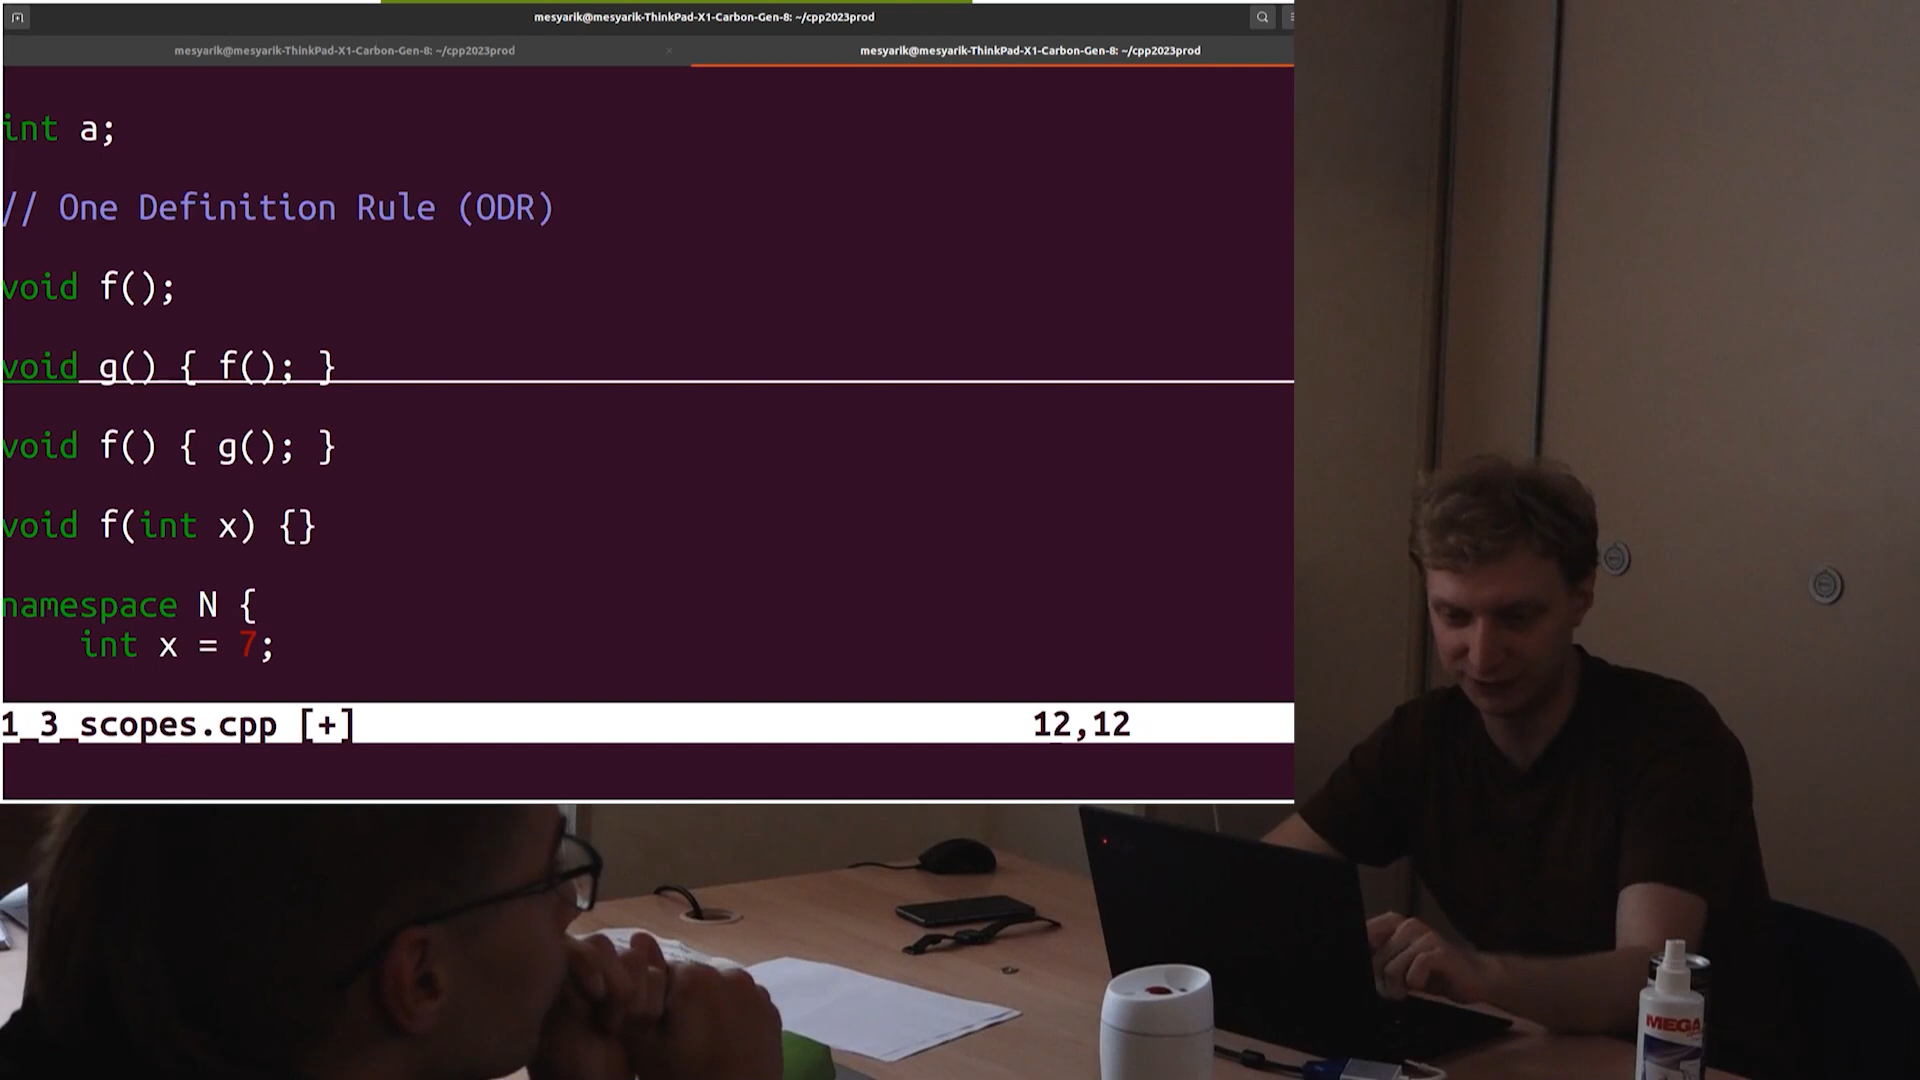 mesyarik@mesyarik-ThinkPad-X1-Carbon-Gen-8: ~/cpp2023prod
mesyarik@mesyarik-ThinkPad-X1-Carbon-Gen-8: ~/cpp2023prod
mesyarik@mesyarik-ThinkPad-X1-Carbon-Gen-8: ~/cpp2023prod
int a;
// One Definition Rule (ODR)
void f();
void g() { f(); }
void f() { g(); }
void f(int x) {}
namespace N {
int x = 7;
1_3_scopes.cpp [+] 12,12
MEGA